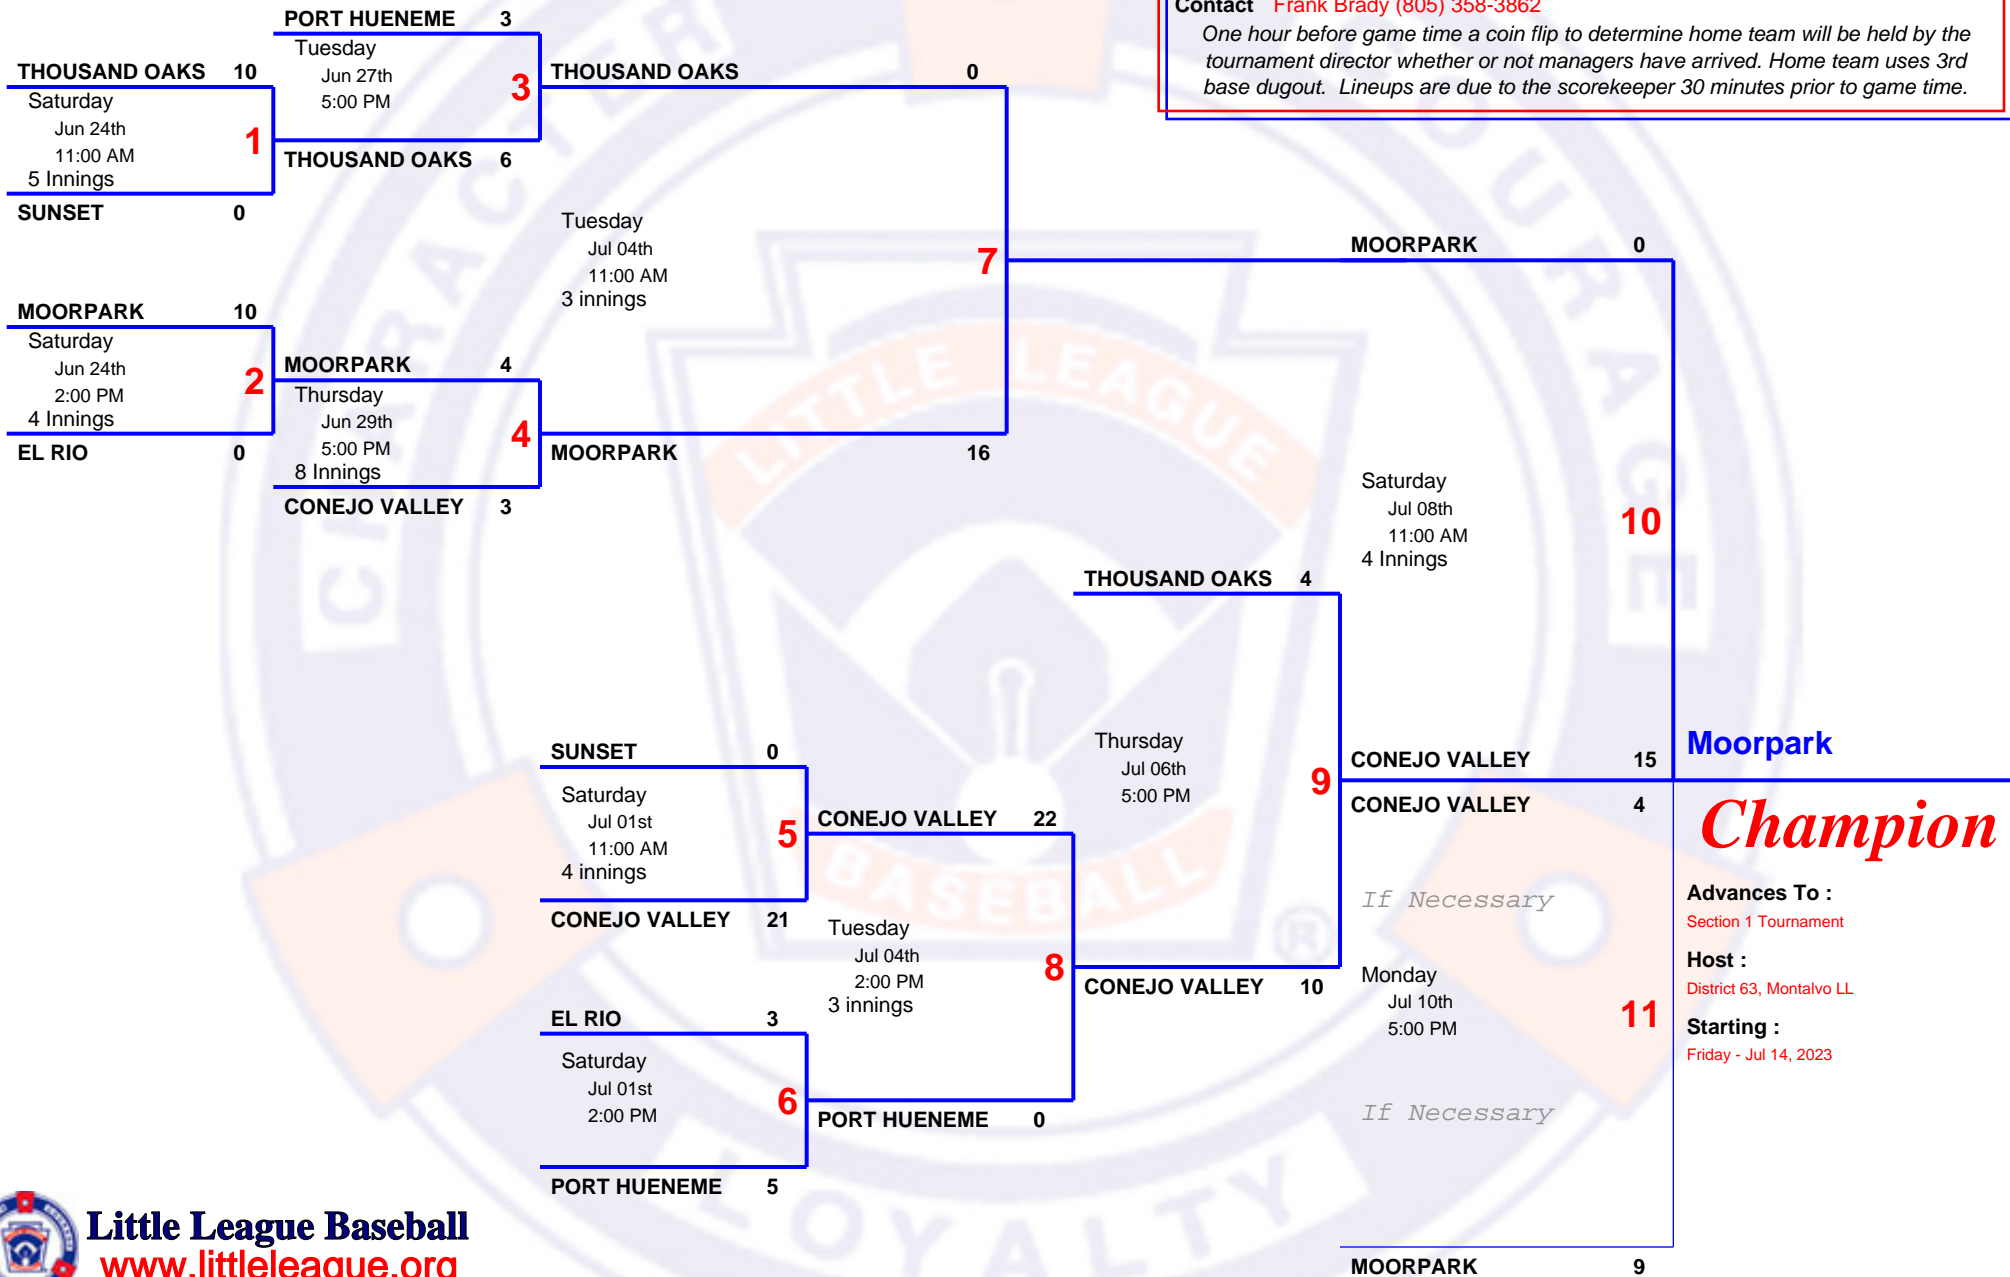 Contact Frank Brady (805) 358-3862
One hour before game time a coin flip to determine home team will be held by the
tournament director whether or not managers have arrived. Home team uses 3rd
base dugout. Lineups are due to the scorekeeper 30 minutes prior to game time.
PORT HUENEME 3
Tuesday
Jun 27th
5:00 PM
3
THOUSAND OAKS 6
THOUSAND OAKS 10
Saturday
Jun 24th
11:00 AM
5 Innings
1
SUNSET 0
MOORPARK 10
Saturday
Jun 24th
2:00 PM
4 Innings
2
EL RIO 0
MOORPARK 4
Thursday
Jun 29th
5:00 PM
8 Innings
4
CONEJO VALLEY 3
THOUSAND OAKS 0
Tuesday
Jul 04th
11:00 AM
3 innings
7
MOORPARK 16
MOORPARK 0
Saturday
Jul 08th
11:00 AM
4 Innings
10
CONEJO VALLEY 15
THOUSAND OAKS 4
Thursday
Jul 06th
5:00 PM
9
CONEJO VALLEY 10
SUNSET 0
Saturday
Jul 01st
11:00 AM
4 innings
5
CONEJO VALLEY 21
CONEJO VALLEY 22
Tuesday
Jul 04th
2:00 PM
3 innings
8
PORT HUENEME 0
EL RIO 3
Saturday
Jul 01st
2:00 PM
6
PORT HUENEME 5
CONEJO VALLEY 4
If Necessary
Monday
Jul 10th
5:00 PM
11
If Necessary
MOORPARK 9
Moorpark
Champion
Advances To :
Section 1 Tournament
Host :
District 63, Montalvo LL
Starting :
Friday - Jul 14, 2023
CHARACTER
COURAGE
LOYALTY
LITTLE LEAGUE
BASEBALL
®
Little League Baseball
www.littleleague.org